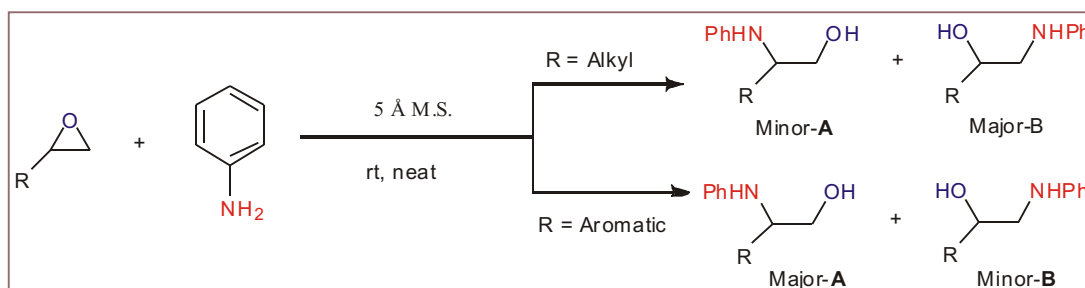 PhHN
OH
HO
NHPh
R = Alkyl
+
R
R
5 Å M.S.
Minor-A
Major-B
O
+
R
rt, neat
NH2
PhHN
OH
HO
NHPh
R = Aromatic
+
R
R
Major-A
Minor-B